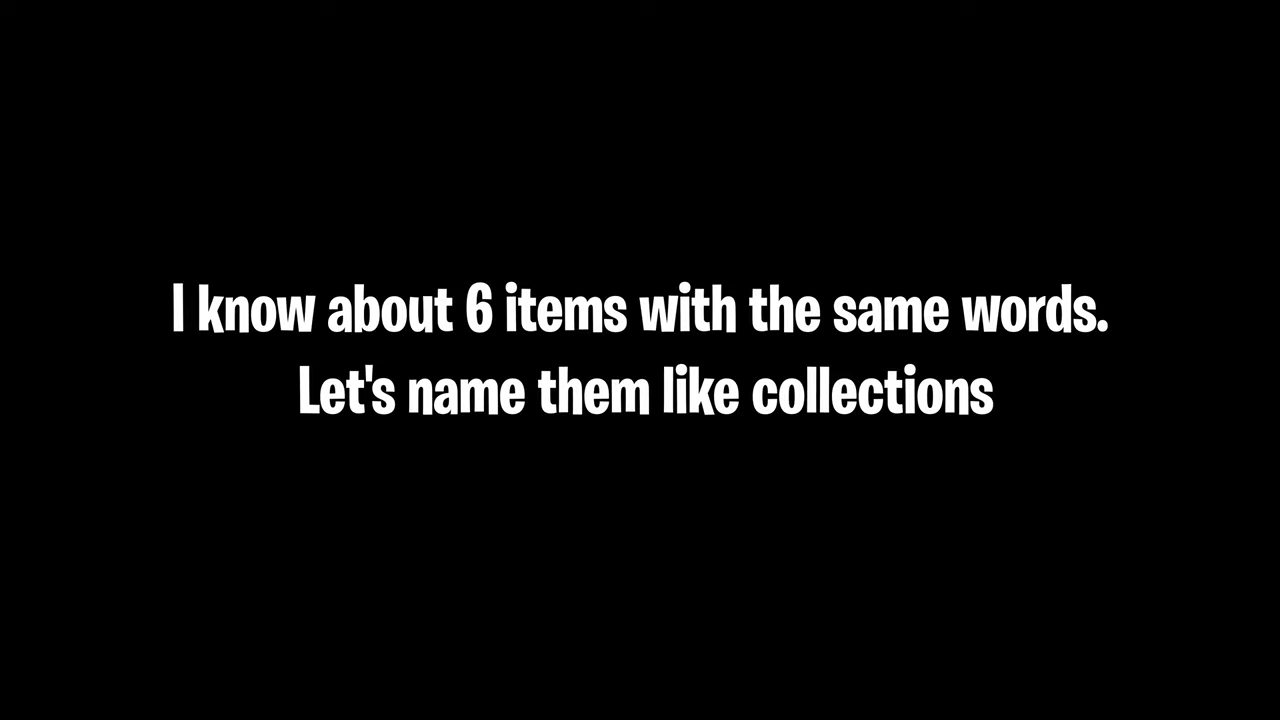 I know about 6 items with the same words.
Let's name them like collections